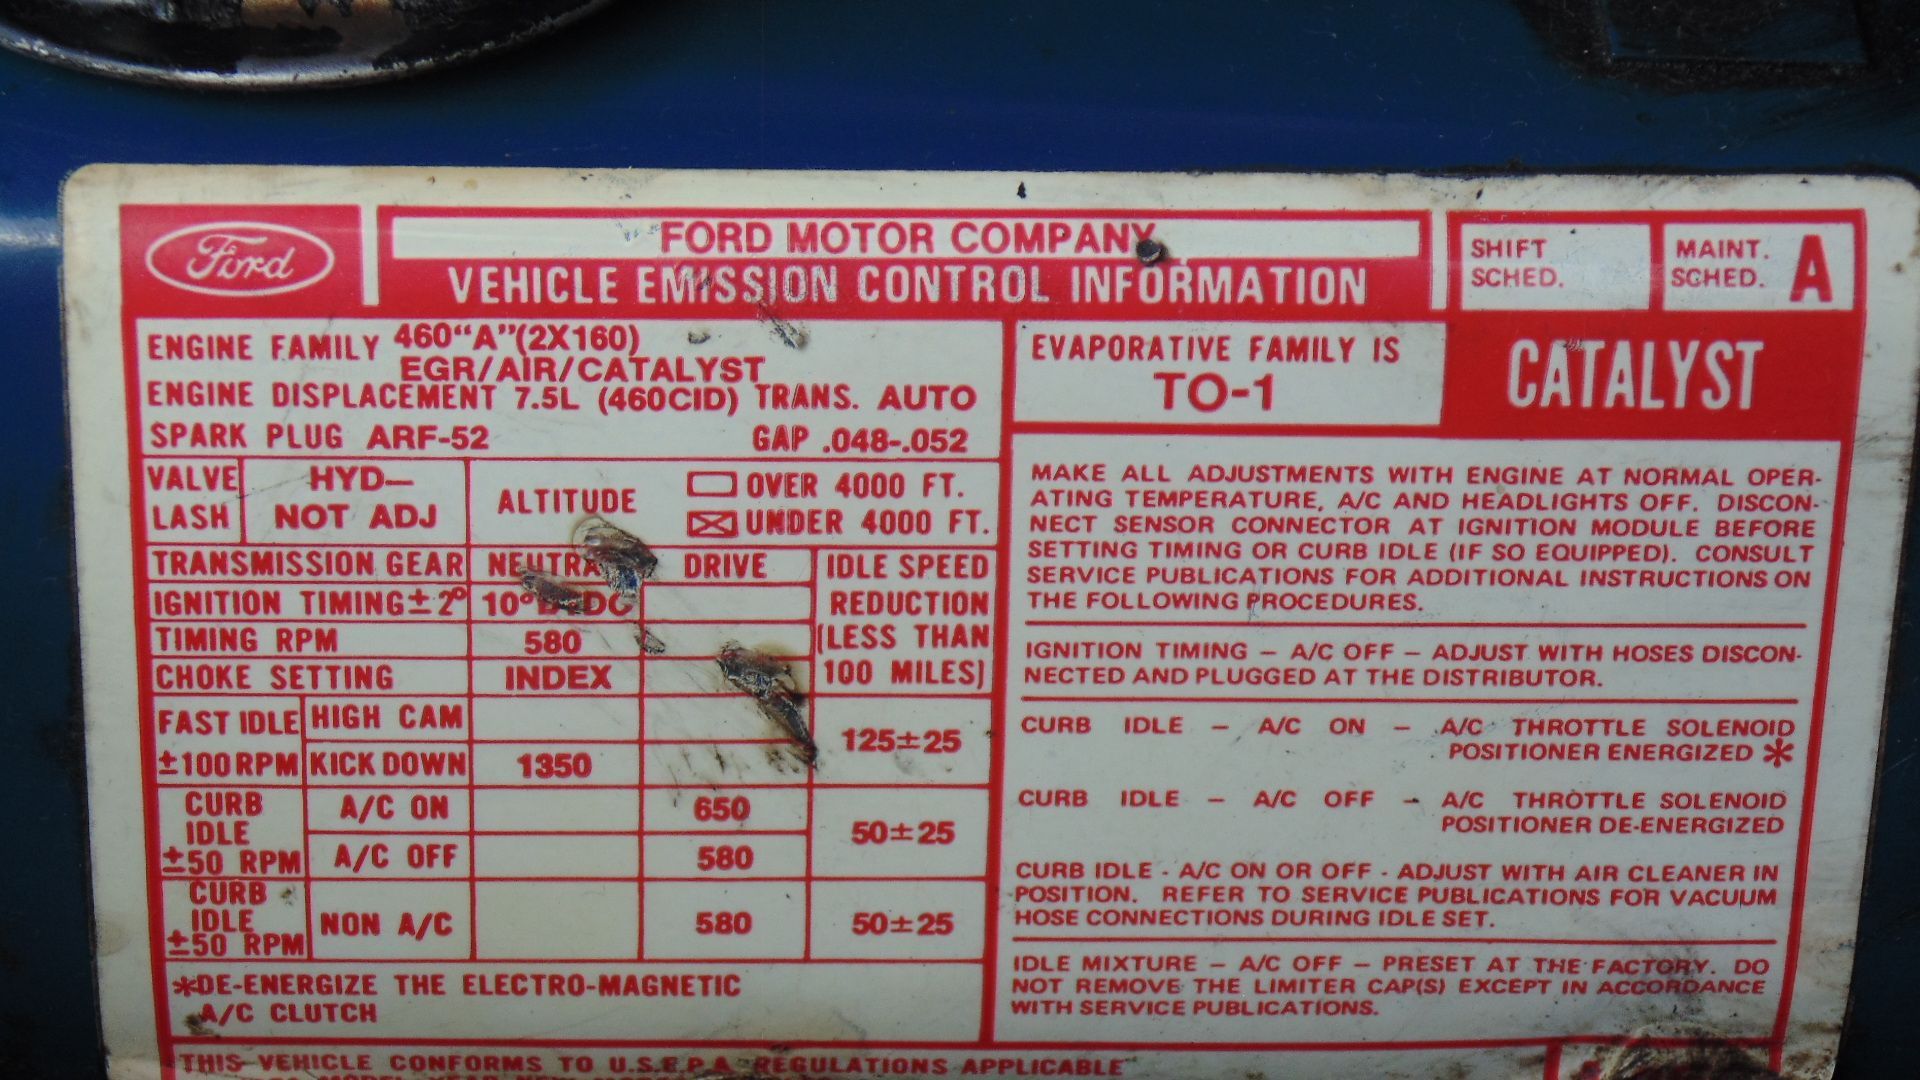 Ford
FORD MOTOR COMPANY
VEHICLE EMISSION CONTROL INFORMATION
SHIFT
SCHED.
MAINT.
SCHED. A
ENGINE FAMILY 460"A"(2X160)
EGR/AIR/CATALYST
ENGINE DISPLACEMENT 7.5L (460CID) TRANS. AUTO
SPARK PLUG ARF-52 GAP .048-.052
EVAPORATIVE FAMILY IS
TO-1
CATALYST
VALVE
LASH
HYD-
NOT ADJ
ALTITUDE
OVER 4000 FT.
UNDER 4000 FT.
TRANSMISSION GEAR NEUTRAL DRIVE
IDLE SPEED
REDUCTION
(LESS THAN
100 MILES)
IGNITION TIMING ± 2° 10°
TIMING RPM 580
CHOKE SETTING INDEX
FAST IDLE
±100 RPM
HIGH CAM
KICK DOWN 1350
125±25
CURB
IDLE
±50 RPM
A/C ON 650
A/C OFF 580
50±25
CURB
IDLE
±50 RPM
NON A/C 580 50±25
*DE-ENERGIZE THE ELECTRO-MAGNETIC
A/C CLUTCH
MAKE ALL ADJUSTMENTS WITH ENGINE AT NORMAL OPER-
ATING TEMPERATURE, A/C AND HEADLIGHTS OFF. DISCON-
NECT SENSOR CONNECTOR AT IGNITION MODULE BEFORE
SETTING TIMING OR CURB IDLE (IF SO EQUIPPED). CONSULT
SERVICE PUBLICATIONS FOR ADDITIONAL INSTRUCTIONS ON
THE FOLLOWING PROCEDURES.
IGNITION TIMING - A/C OFF - ADJUST WITH HOSES DISCON-
NECTED AND PLUGGED AT THE DISTRIBUTOR.
CURB IDLE - A/C ON - A/C THROTTLE SOLENOID
POSITIONER ENERGIZED *
CURB IDLE - A/C OFF - A/C THROTTLE SOLENOID
POSITIONER DE-ENERGIZED
CURB IDLE - A/C ON OR OFF - ADJUST WITH AIR CLEANER IN
POSITION. REFER TO SERVICE PUBLICATIONS FOR VACUUM
HOSE CONNECTIONS DURING IDLE SET.
IDLE MIXTURE - A/C OFF - PRESET AT THE FACTORY. DO
NOT REMOVE THE LIMITER CAP(S) EXCEPT IN ACCORDANCE
WITH SERVICE PUBLICATIONS.
THIS VEHICLE CONFORMS TO U.S.E.P.A. REGULATIONS APPLICABLE